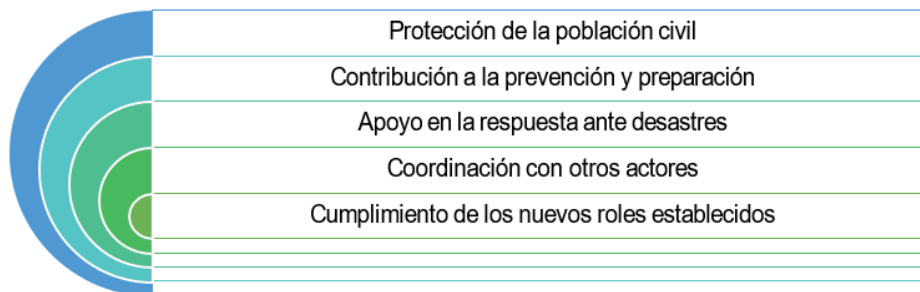 Protección de la población civil
Contribución a la prevención y preparación
Apoyo en la respuesta ante desastres
Coordinación con otros actores
Cumplimiento de los nuevos roles establecidos